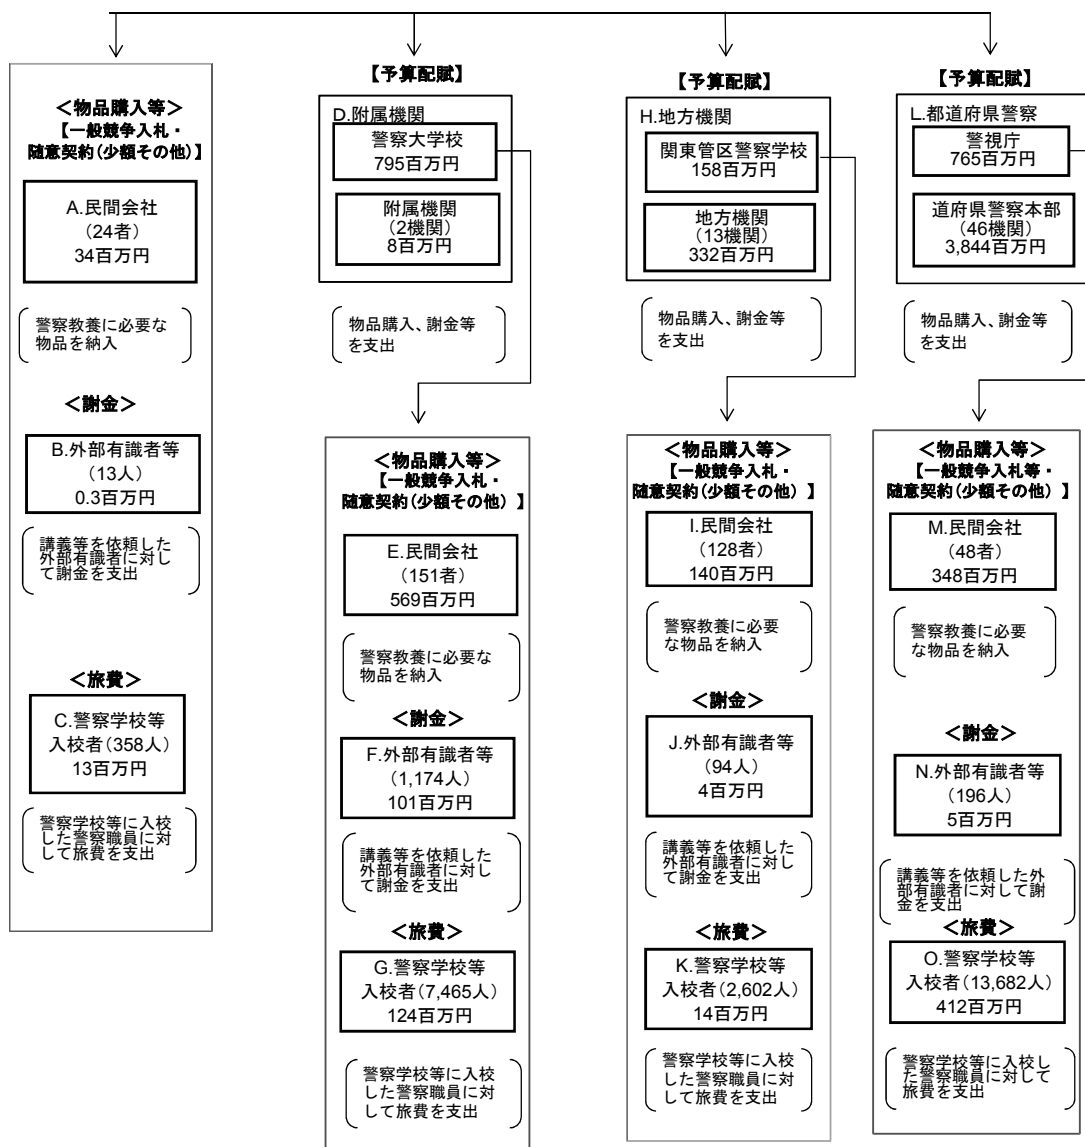 ＜物品購入等＞
【一般競争入札・
随意契約（少額その他）】
A.民間会社
（24者）
34百万円
警察教養に必要な
物品を納入
＜謝金＞
B.外部有識者等
（13人）
0.3百万円
講義等を依頼した
外部有識者に対し
て謝金を支出
＜旅費＞
C.警察学校等
入校者（358人）
13百万円
警察学校等に入校
した警察職員に対
して旅費を支出
【予算配賦】
D.附属機関
警察大学校
795百万円
附属機関
（2機関）
8百万円
物品購入、謝金等
を支出
＜物品購入等＞
【一般競争入札・
随意契約（少額その他）】
E.民間会社
（151者）
569百万円
警察教養に必要な
物品を納入
＜謝金＞
F.外部有識者等
（1,174人）
101百万円
講義等を依頼した
外部有識者に対し
て謝金を支出
＜旅費＞
G.警察学校等
入校者（7,465人）
124百万円
警察学校等に入校
した警察職員に対
して旅費を支出
【予算配賦】
H.地方機関
関東管区警察学校
158百万円
地方機関
（13機関）
332百万円
物品購入、謝金等
を支出
＜物品購入等＞
【一般競争入札・
随意契約（少額その他）】
I.民間会社
（128者）
140百万円
警察教養に必要
な物品を納入
＜謝金＞
J.外部有識者等
（94人）
4百万円
講義等を依頼した
外部有識者に対し
て謝金を支出
＜旅費＞
K.警察学校等
入校者（2,602人）
14百万円
警察学校等に入校
した警察職員に対
して旅費を支出
【予算配賦】
L.都道府県警察
警視庁
765百万円
道府県警察本部
（46機関）
3,844百万円
物品購入、謝金等
を支出
＜物品購入等＞
【一般競争入札等・
随意契約（少額その他）】
M.民間会社
（48者）
348百万円
警察教養に必要
な物品を納入
＜謝金＞
N.外部有識者等
（196人）
5百万円
講義等を依頼した外
部有識者に対して謝
金を支出
＜旅費＞
O.警察学校等
入校者（13,682人）
412百万円
警察学校等に入校し
た警察職員に対して
旅費を支出